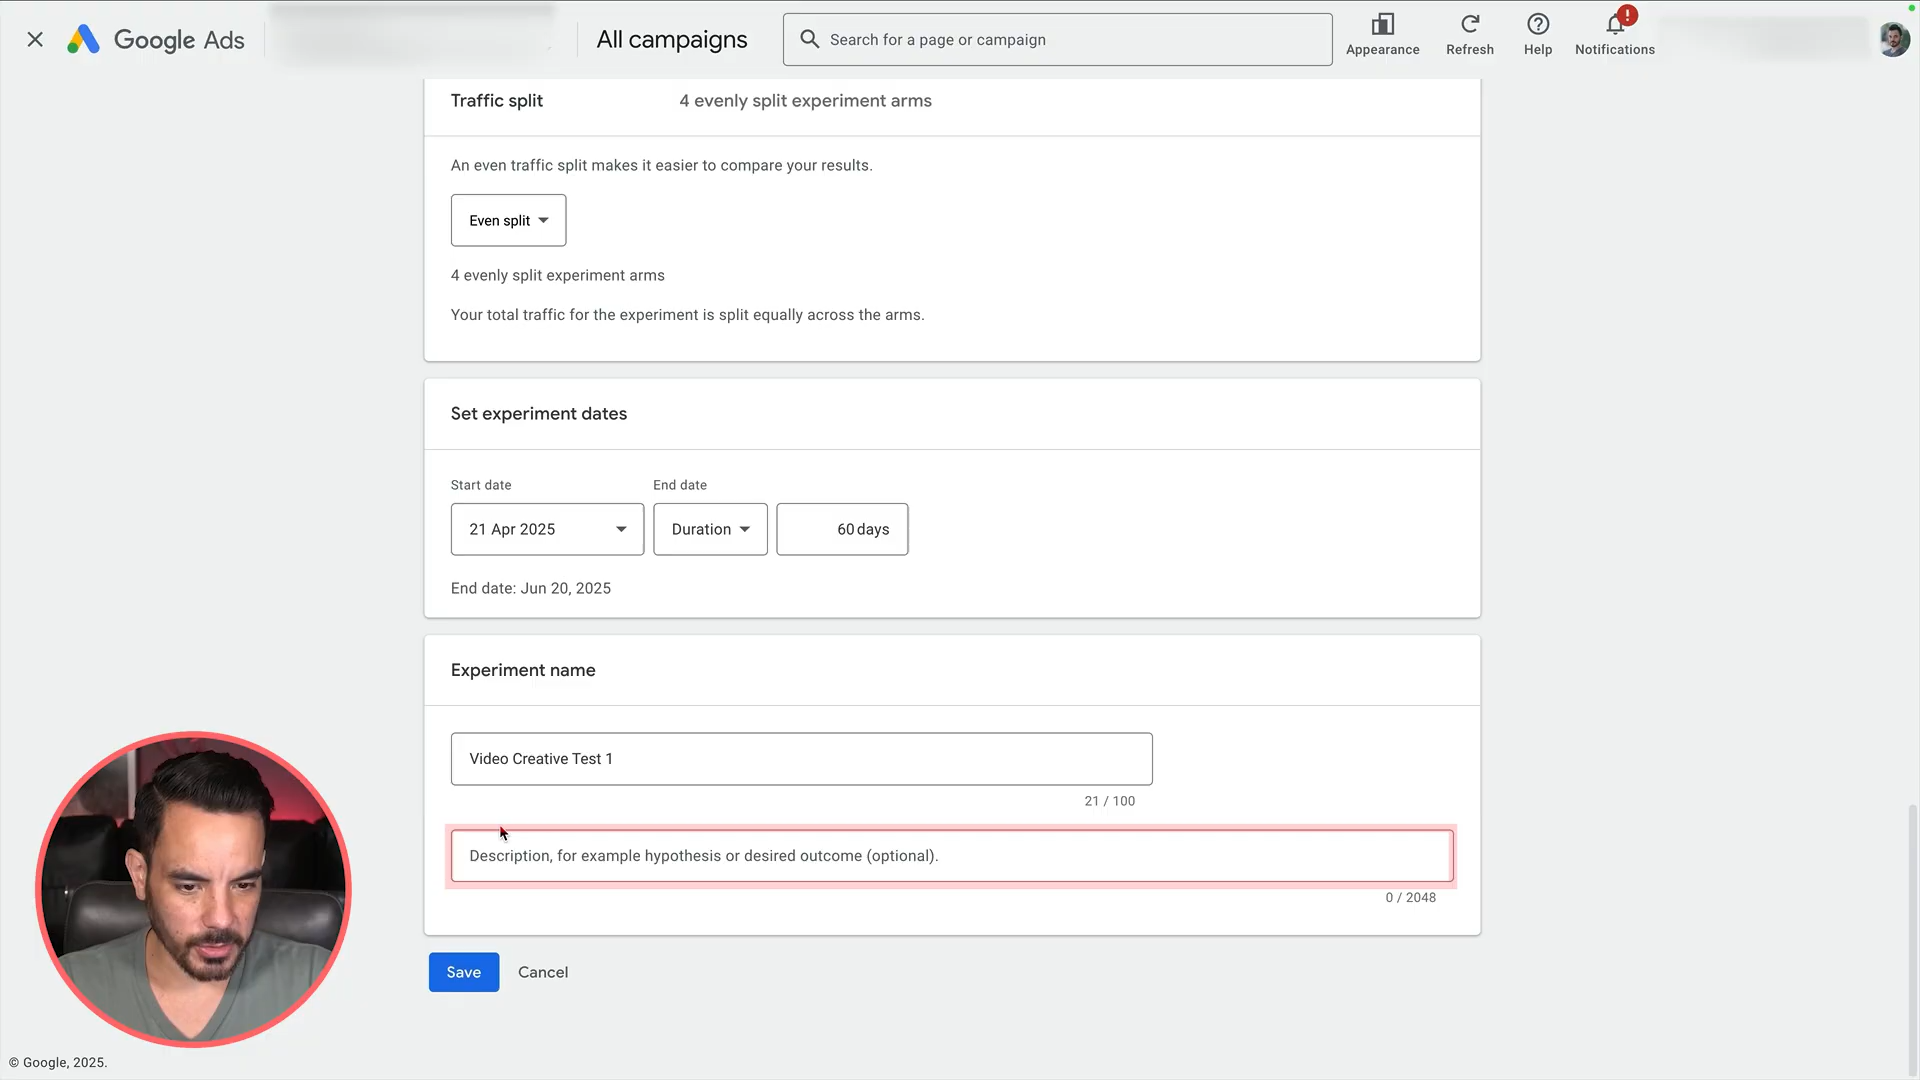 Google Ads
All campaigns
Search for a page or campaign
Appearance
Refresh
Help
!
Notifications
Traffic split
4 evenly split experiment arms
An even traffic split makes it easier to compare your results.
Even split
4 evenly split experiment arms
Your total traffic for the experiment is split equally across the arms.
Set experiment dates
Start date
End date
21 Apr 2025
Duration
60 days
End date: Jun 20, 2025
Experiment name
Video Creative Test 1
21 / 100
Description, for example hypothesis or desired outcome (optional).
0 / 2048
Save
Cancel
© Google, 2025.